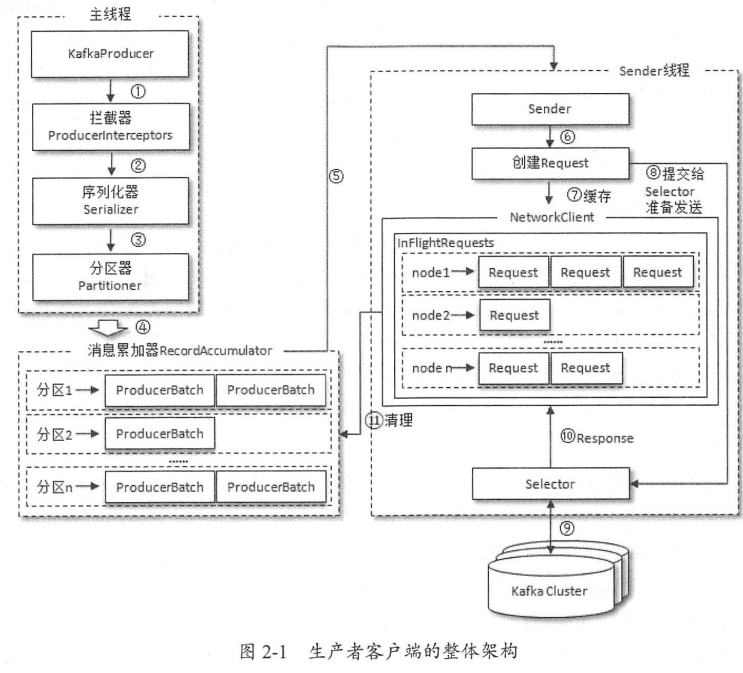 主线程
KafkaProducer
①
拦截器
ProducerInterceptors
②
序列化器
Serializer
③
分区器
Partitioner
④
消息累加器RecordAccumulator
分区1
ProducerBatch
ProducerBatch
分区2
ProducerBatch
......
分区n
ProducerBatch
ProducerBatch
⑤
Sender线程
Sender
⑥
创建Request
⑦缓存
⑧提交给
Selector
准备发送
NetworkClient
InFlightRequests
node1
Request
Request
Request
node2
Request
......
node n
Request
Request
⑪清理
⑩Response
Selector
⑨
Kafka Cluster
图 2-1 生产者客户端的整体架构